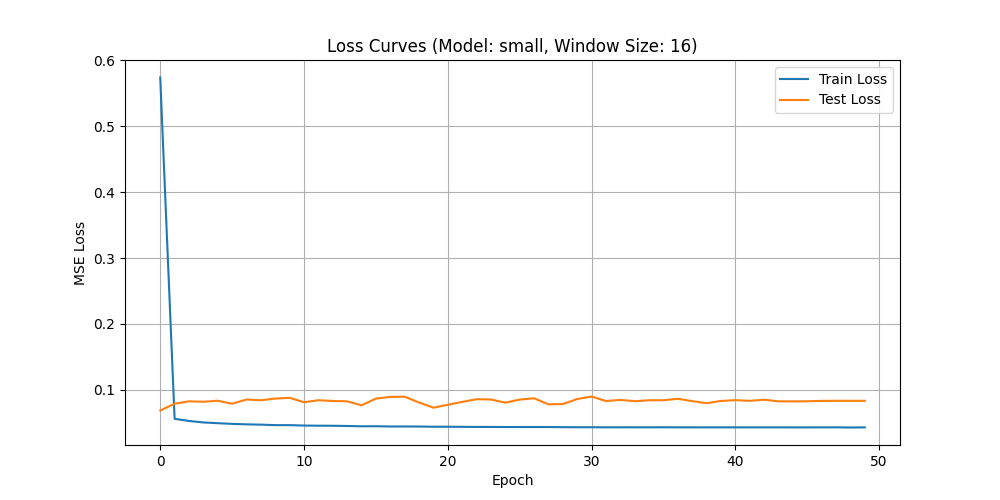 Loss Curves (Model: small, Window Size: 16)
Train Loss
Test Loss
MSE Loss
0.6
0.5
0.4
0.3
0.2
0.1
0 10 20 30 40 50
Epoch